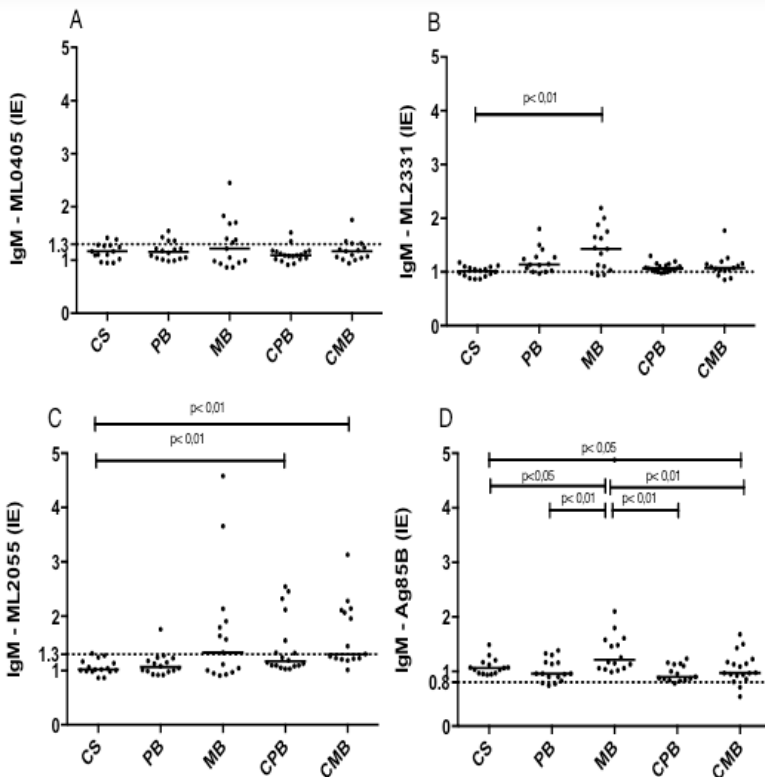 A
IgM - ML0405 (IE)
5
4
3
2
1.3
1
0
CS PB MB CPB CMB
B
IgM - ML2331 (IE)
5
4
3
2
1
0
p< 0,01
CS PB MB CPB CMB
C
IgM - ML2055 (IE)
p< 0,01
p< 0,01
5
4
3
2
1.3
1
0
CS PB MB CPB CMB
D
IgM - Ag85B (IE)
p< 0,05
p<0,05 p< 0,01
p< 0,01 p< 0,01
5
4
3
2
1
0.8
0
CS PB MB CPB CMB